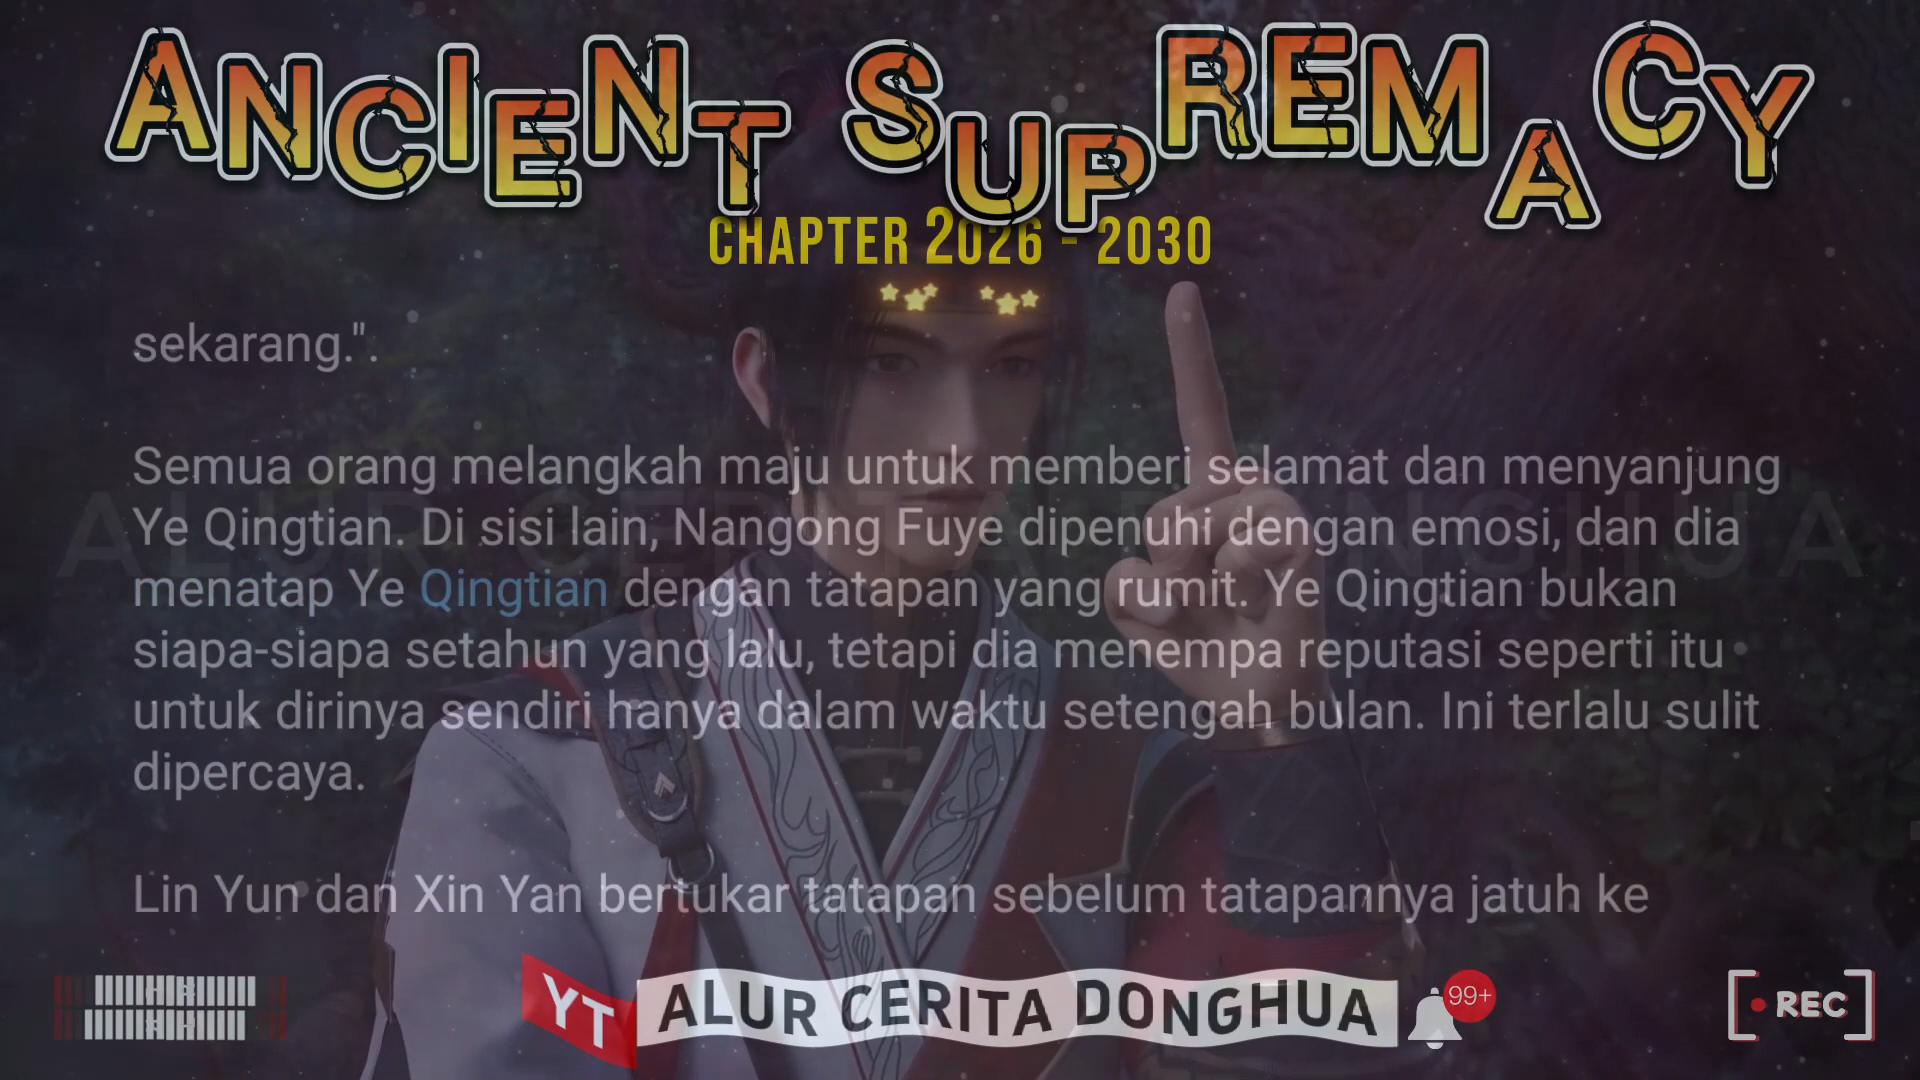 ANCIENT SUPREMACY
CHAPTER 2026 - 2030
sekarang.".
Semua orang melangkah maju untuk memberi selamat dan menyanjung
Ye Qingtian. Di sisi lain, Nangong Fuye dipenuhi dengan emosi, dan dia
menatap Ye Qingtian dengan tatapan yang rumit. Ye Qingtian bukan
siapa-siapa setahun yang lalu, tetapi dia menempa reputasi seperti itu
untuk dirinya sendiri hanya dalam waktu setengah bulan. Ini terlalu sulit
dipercaya.
Lin Yun dan Xin Yan bertukar tatapan sebelum tatapannya jatuh ke
ALUR CERITA DONGHUA
YT ALUR CERITA DONGHUA 99+
REC